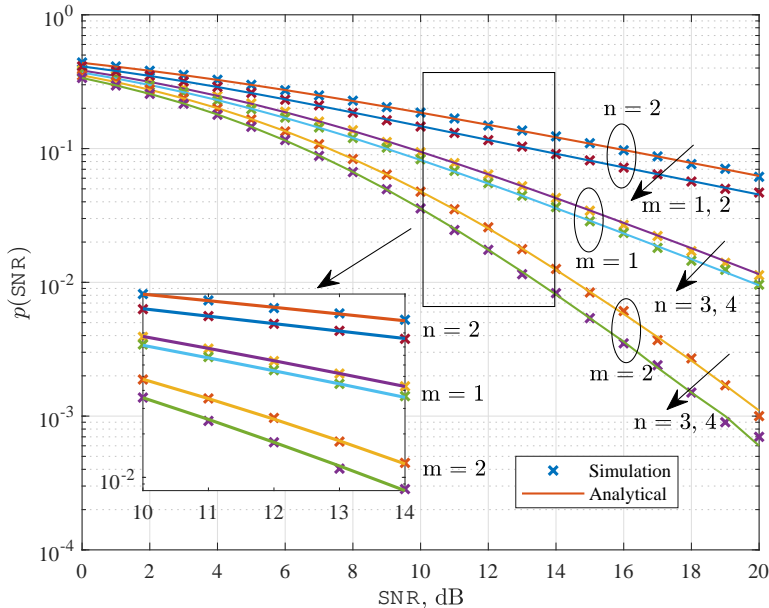 10^0
10^-1
10^-2
10^-3
10^-4
p(SNR)
n = 2
m = 1, 2
m = 1
n = 3, 4
m = 2
n = 3, 4
n = 2
m = 1
m = 2
10^-2
10 11 12 13 14
Simulation
Analytical
0 2 4 6 8 10 12 14 16 18 20
SNR, dB